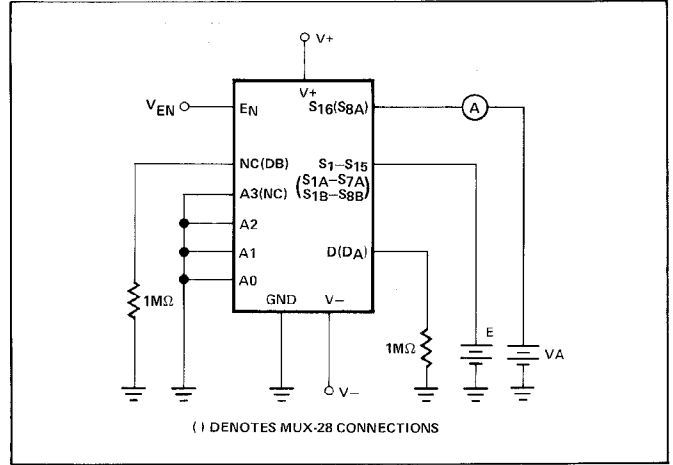 V+
V+
VEN
EN
S16(S8A)
A
NC(DB)
S1–S15
A3(NC)
(S1A–S7A
S1B–S8B)
A2
A1
D(DA)
A0
1MΩ
GND
V–
1MΩ
E
VA
V–
( ) DENOTES MUX-28 CONNECTIONS